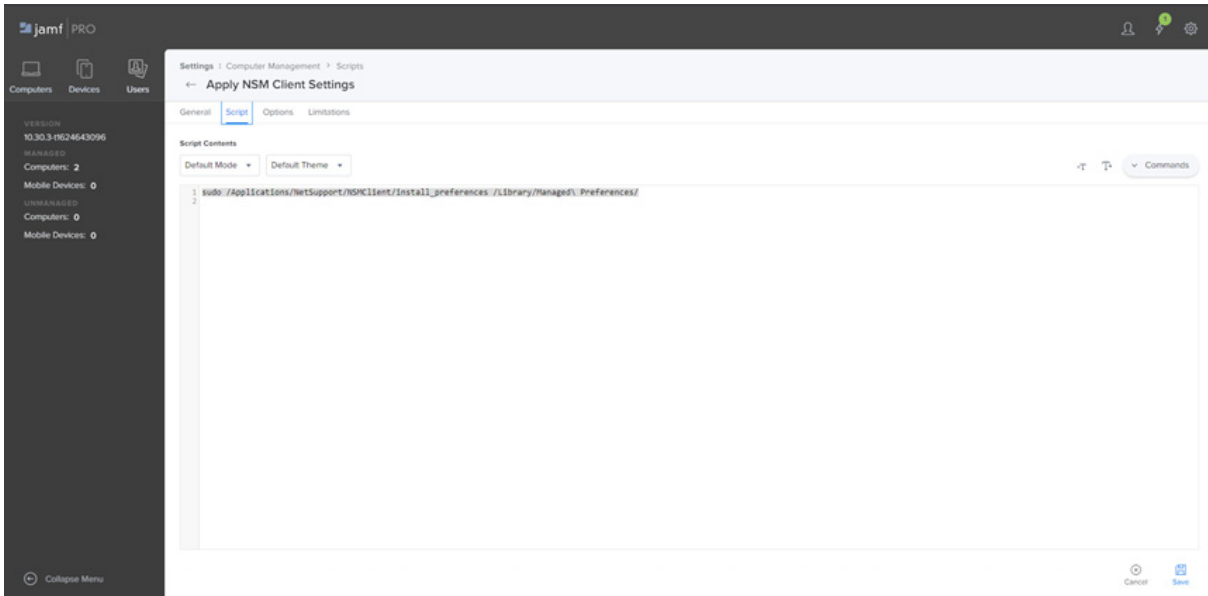 jamf PRO
1
Computers
Devices
Users
VERSION
10.30.3-t1624643096
MANAGED
Computers: 2
Mobile Devices: 0
UNMANAGED
Computers: 0
Mobile Devices: 0
Collapse Menu
Settings : Computer Management > Scripts
← Apply NSM Client Settings
General Script Options Limitations
Script Contents
Default Mode Default Theme
Commands
1 sudo /Applications/NetSupport/NSMClient/install_preferences /Library/Managed\ Preferences/
2
Cancel
Save